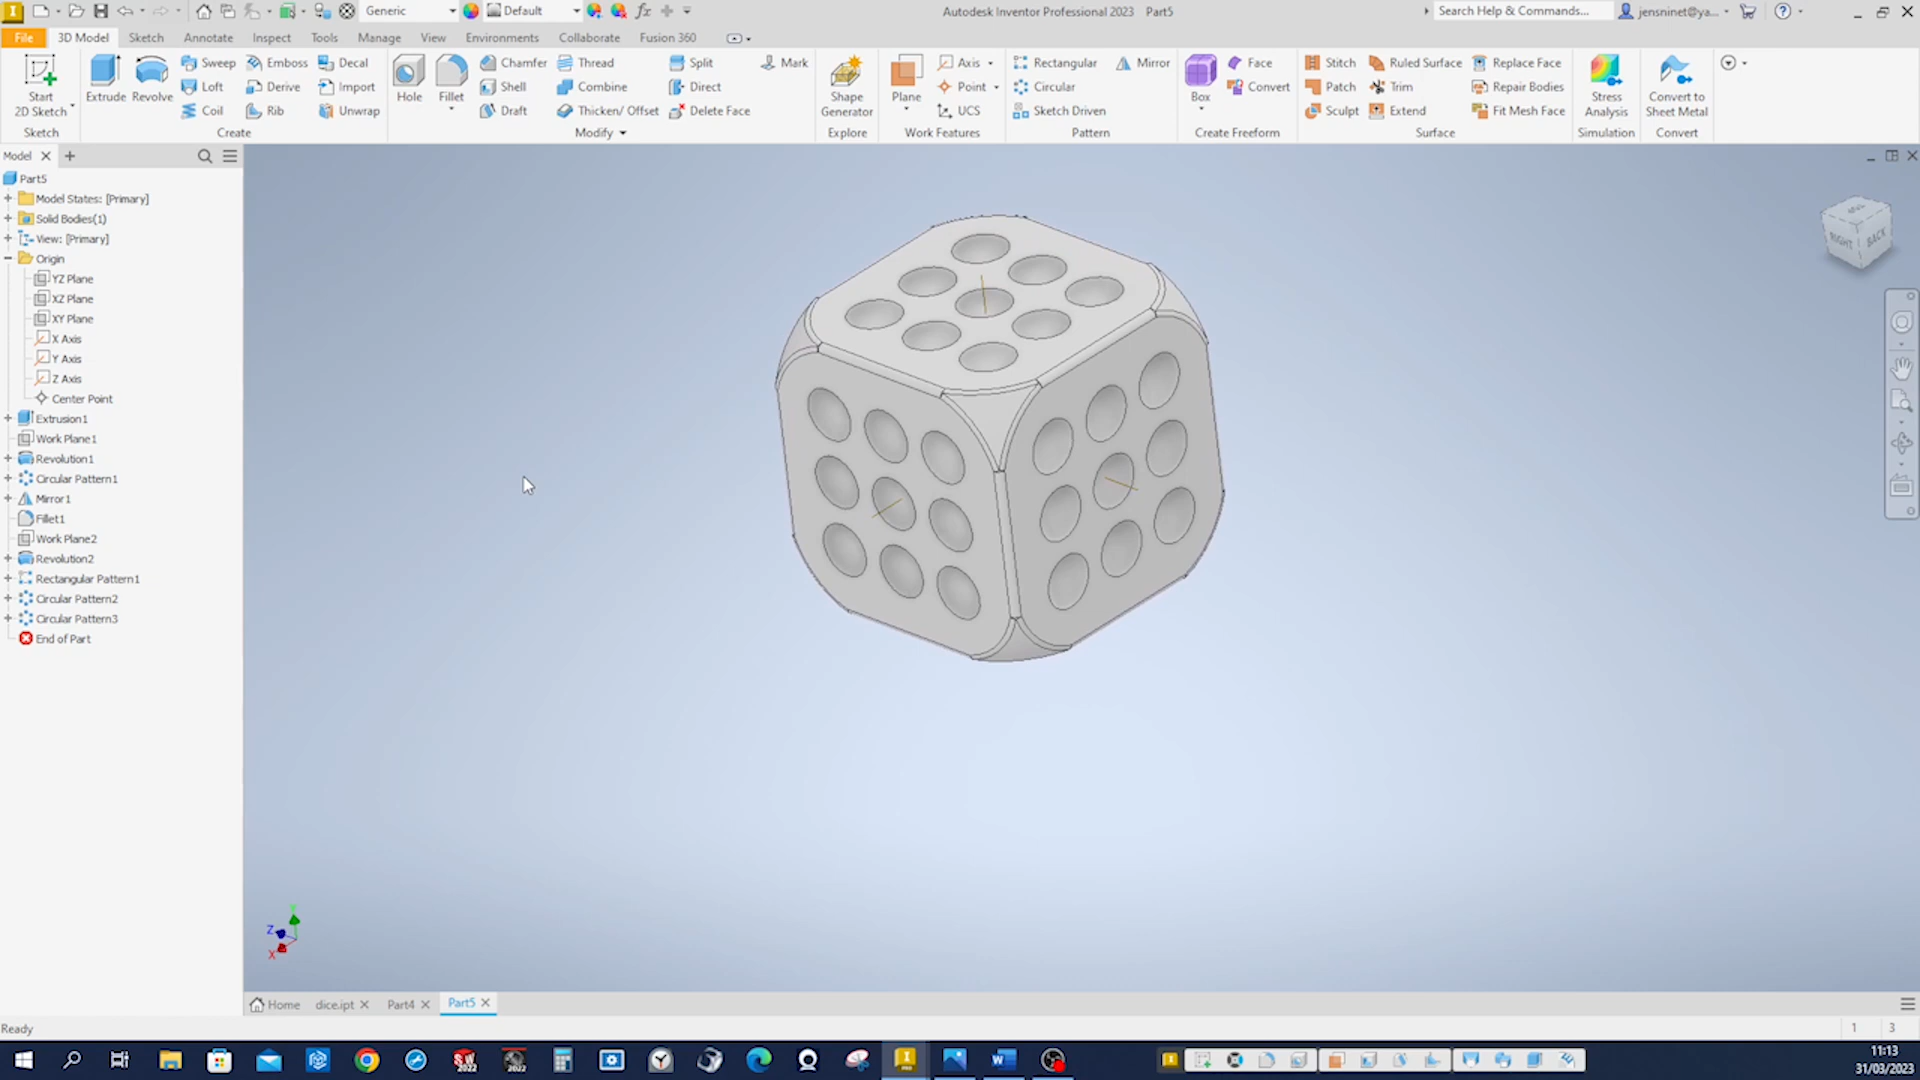 Generic
Default
Autodesk Inventor Professional 2023 Part5
Search Help & Commands...
jensninet@ya...
File 3D Model Sketch Annotate Inspect Tools Manage View Environments Collaborate Fusion 360
Start
2D Sketch
Extrude
Revolve
Sweep Emboss Decal
Loft Derive Import
Coil Rib Unwrap
Hole
Fillet
Chamfer Thread Split Mark
Shell Combine Direct
Draft Thicken/ Offset Delete Face
Shape
Generator
Plane
Axis
Point
UCS
Rectangular Mirror
Circular
Sketch Driven
Box
Face
Convert
Stitch Ruled Surface Replace Face
Patch Trim Repair Bodies
Sculpt Extend Fit Mesh Face
Stress
Analysis
Convert to
Sheet Metal
Sketch Create Modify Explore Work Features Pattern Create Freeform Surface Simulation Convert
Model
Part5
Model States: [Primary]
Solid Bodies(1)
View: [Primary]
Origin
YZ Plane
XZ Plane
XY Plane
X Axis
Y Axis
Z Axis
Center Point
Extrusion1
Work Plane1
Revolution1
Circular Pattern1
Mirror1
Fillet1
Work Plane2
Revolution2
Rectangular Pattern1
Circular Pattern2
Circular Pattern3
End of Part
RIGHT BACK
Y
Z
X
Home dice.ipt Part4 Part5
Ready
1 3
11:13
31/03/2023